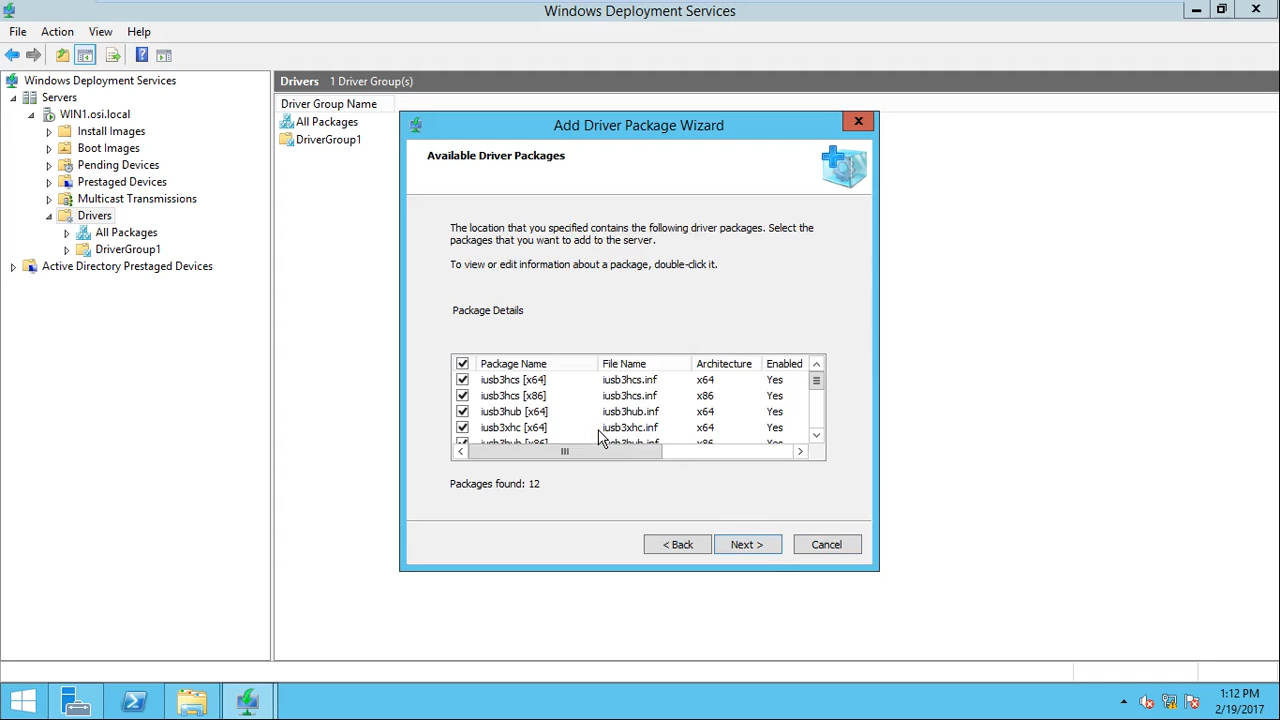 Windows Deployment Services
File Action View Help
Windows Deployment Services
Servers
WIN1.osi.local
Install Images
Boot Images
Pending Devices
Prestaged Devices
Multicast Transmissions
Drivers
All Packages
DriverGroup1
Active Directory Prestaged Devices
Drivers 1 Driver Group(s)
Driver Group Name
All Packages
DriverGroup1
Add Driver Package Wizard
Available Driver Packages
The location that you specified contains the following driver packages. Select the
packages that you want to add to the server.
To view or edit information about a package, double-click it.
Package Details
Package Name File Name Architecture Enabled
iusb3hcs [x64] iusb3hcs.inf x64 Yes
iusb3hcs [x86] iusb3hcs.inf x86 Yes
iusb3hub [x64] iusb3hub.inf x64 Yes
iusb3xhc [x64] iusb3xhc.inf x64 Yes
iusb3hub [x86] iusb3hub.inf x86 Yes
Packages found: 12
< Back Next > Cancel
1:12 PM
2/19/2017